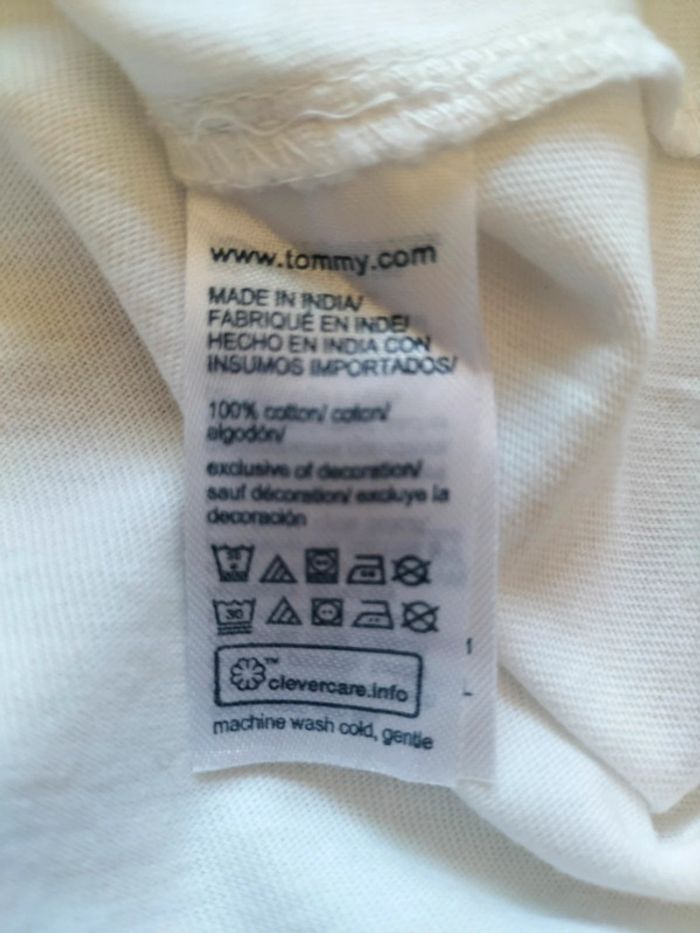 www.tommy.com
MADE IN INDIA/
FABRIQUÉ EN INDE/
HECHO EN INDIA CON
INSUMOS IMPORTADOS/
100% cotton/ coton/
algodón/
exclusive of decoration/
sauf décoration/ excluye la
decoración
30
30
™
clevercare.info
machine wash cold, gentle